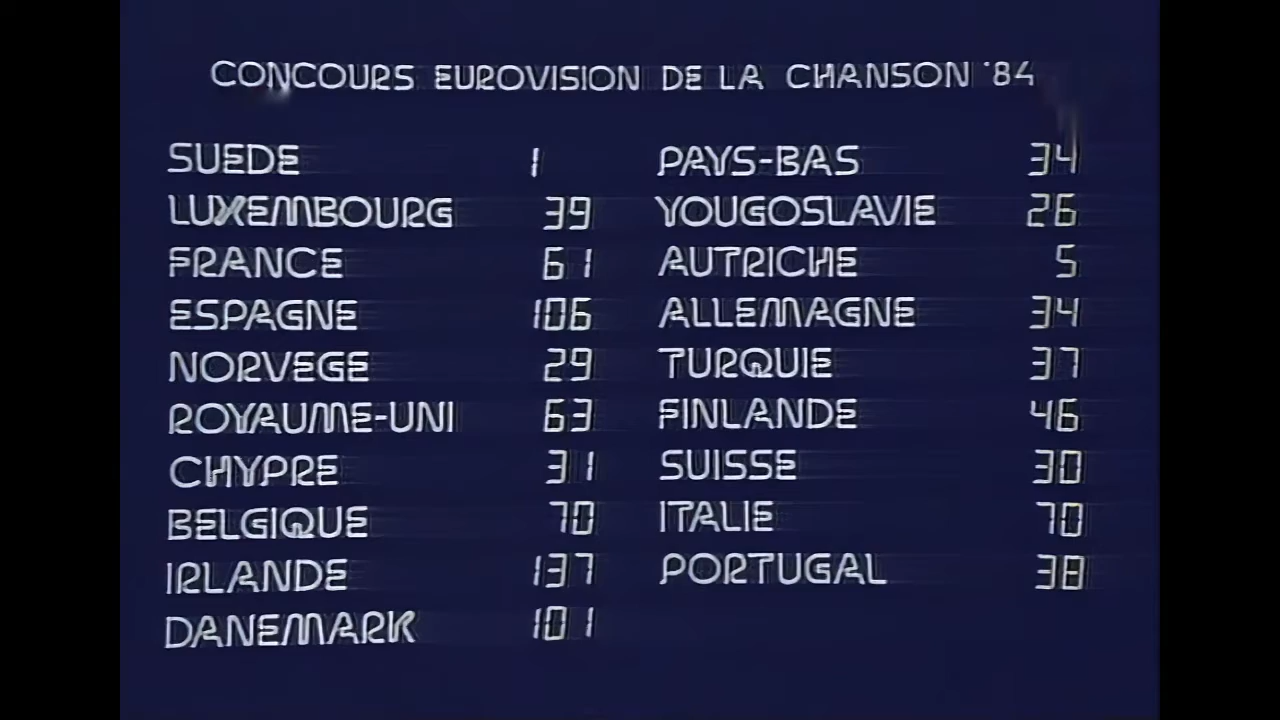 CONCOURS EUROVISION DE LA CHANSON '84
SUEDE 1 PAYS-BAS 34
LUXEMBOURG 39 YOUGOSLAVIE 26
FRANCE 61 AUTRICHE 5
ESPAGNE 106 ALLEMAGNE 34
NORVEGE 29 TURQUIE 37
ROYAUME-UNI 63 FINLANDE 46
CHYPRE 31 SUISSE 30
BELGIQUE 70 ITALIE 70
IRLANDE 137 PORTUGAL 38
DANEMARK 101